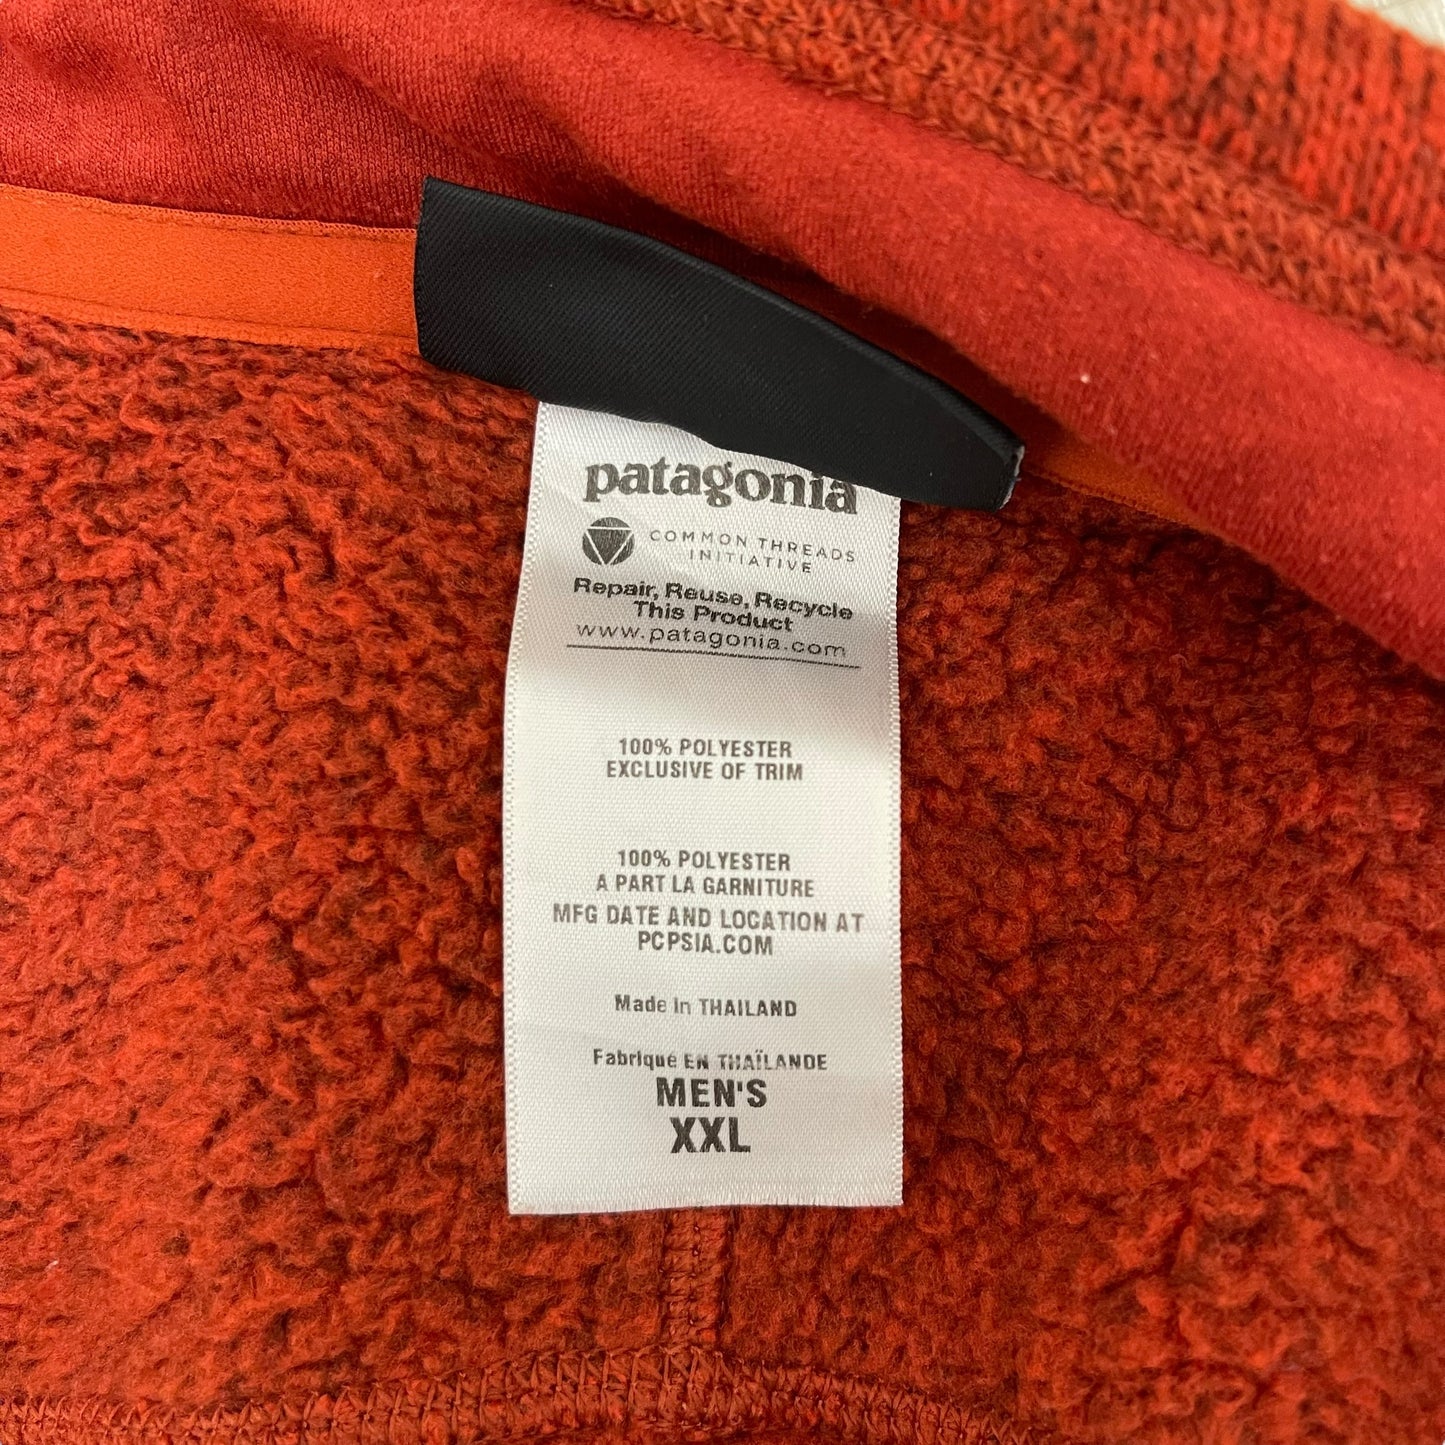 patagonia
COMMON THREADS
INITIATIVE
Repair, Reuse, Recycle
This Product
www.patagonia.com
100% POLYESTER
EXCLUSIVE OF TRIM
100% POLYESTER
A PART LA GARNITURE
MFG DATE AND LOCATION AT
PCPSIA.COM
Made in THAILAND
Fabriqué EN THAÏLANDE
MEN'S
XXL